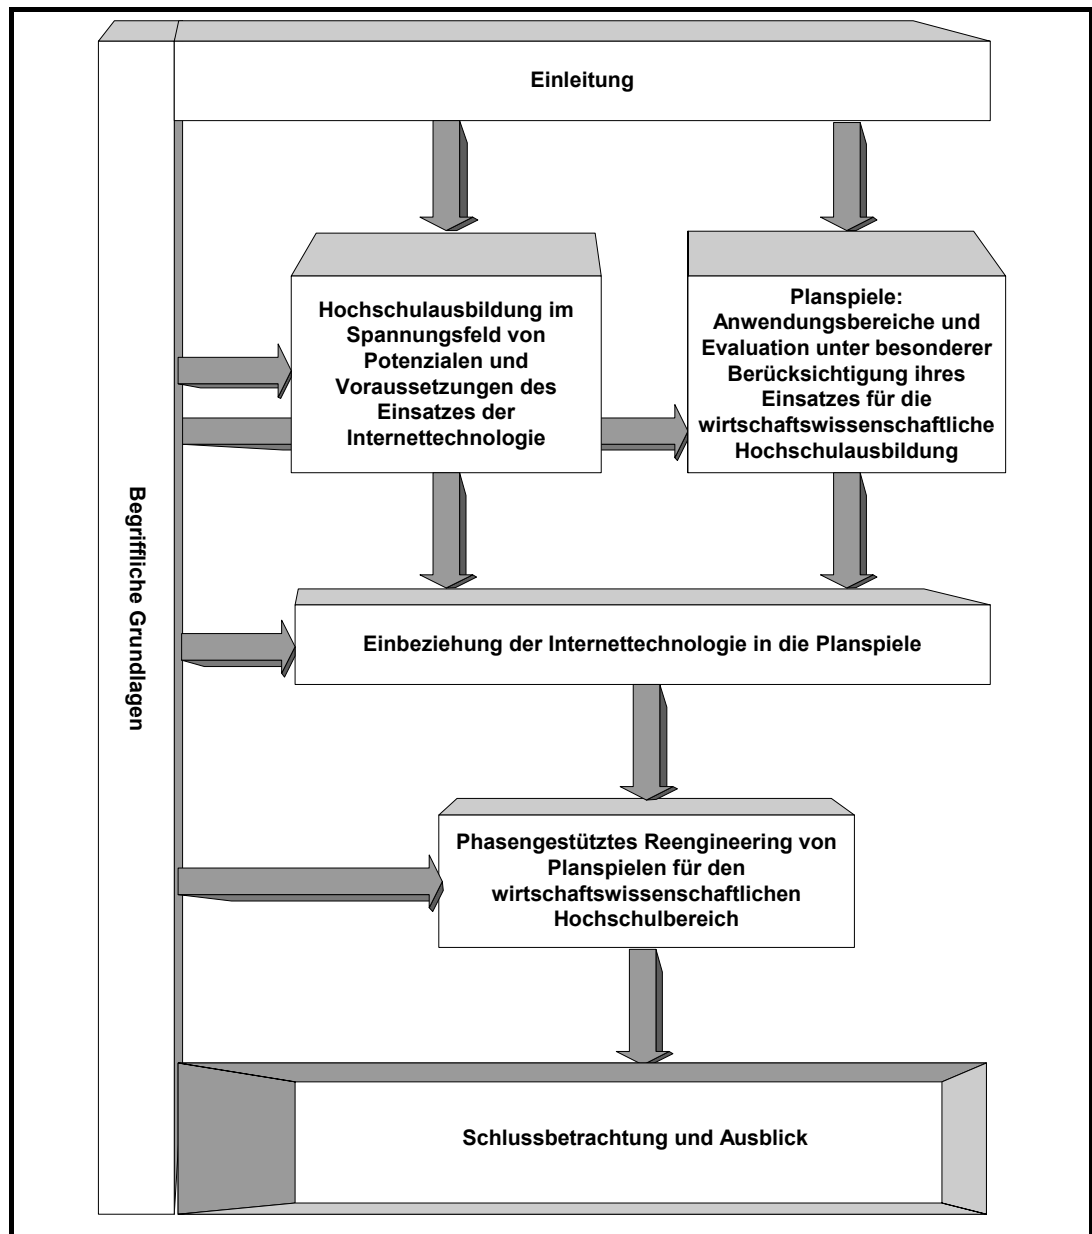 Einleitung
Hochschulausbildung im
Spannungsfeld von
Potenzialen und
Voraussetzungen des
Einsatzes der
Internettechnologie
Planspiele:
Anwendungsbereiche und
Evaluation unter besonderer
Berücksichtigung ihres
Einsatzes für die
wirtschaftswissenschaftliche
Hochschulausbildung
Begriffliche Grundlagen
Einbeziehung der Internettechnologie in die Planspiele
Phasengestütztes Reengineering von
Planspielen für den
wirtschaftswissenschaftlichen
Hochschulbereich
Schlussbetrachtung und Ausblick